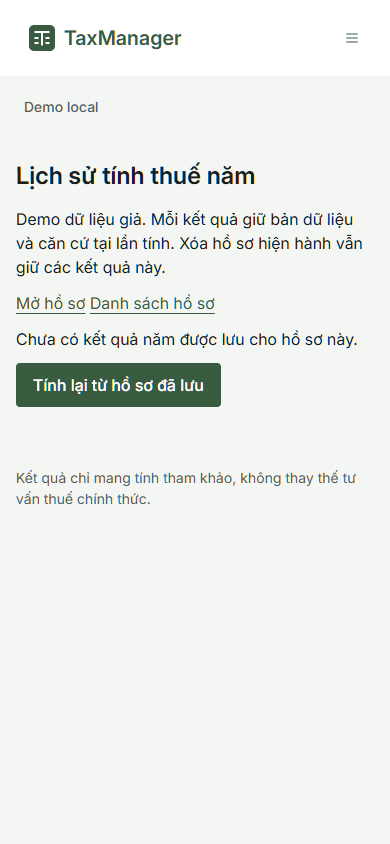 TaxManager
Demo local
Lịch sử tính thuế năm
Demo dữ liệu giả. Mỗi kết quả giữ bản dữ liệu
và căn cứ tại lần tính. Xóa hồ sơ hiện hành vẫn
giữ các kết quả này.
Mở hồ sơ Danh sách hồ sơ
Chưa có kết quả năm được lưu cho hồ sơ này.
Tính lại từ hồ sơ đã lưu
Kết quả chỉ mang tính tham khảo, không thay thế tư
vấn thuế chính thức.